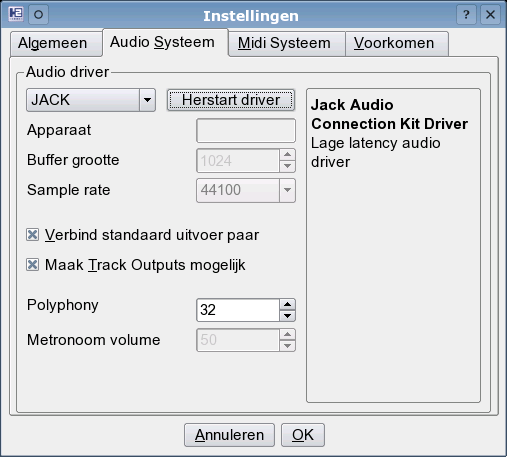 Instellingen
Algemeen
Audio Systeem
Midi Systeem
Voorkomen
Audio driver
JACK
Herstart driver
Apparaat
Buffer grootte
1024
Sample rate
44100
Verbind standaard uitvoer paar
Maak Track Outputs mogelijk
Polyphony
32
Metronoom volume
50
Jack Audio
Connection Kit Driver
Lage latency audio
driver
Annuleren
OK